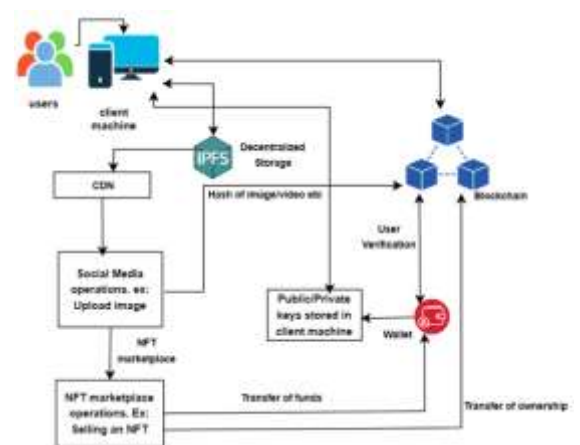 users
client
machine
IPFS
Decentralized
Storage
CDN
Hash of image/video etc
Blockchain
User
Verification
Social Media
operations. ex:
Upload image
Public/Private
keys stored in
client machine
Wallet
NFT
marketplace
NFT marketplace
operations. Ex:
Selling an NFT
Transfer of funds
Transfer of ownership